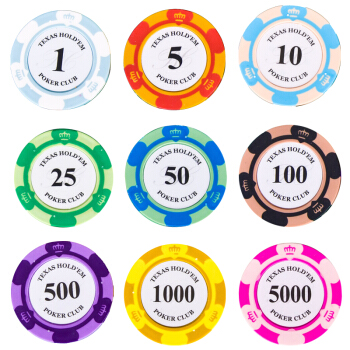 TEXAS HOLD'EM
1
POKER CLUB
TEXAS HOLD'EM
5
POKER CLUB
TEXAS HOLD'EM
10
POKER CLUB
TEXAS HOLD'EM
25
POKER CLUB
TEXAS HOLD'EM
50
POKER CLUB
TEXAS HOLD'EM
100
POKER CLUB
TEXAS HOLD'EM
500
POKER CLUB
TEXAS HOLD'EM
1000
POKER CLUB
TEXAS HOLD'EM
5000
POKER CLUB